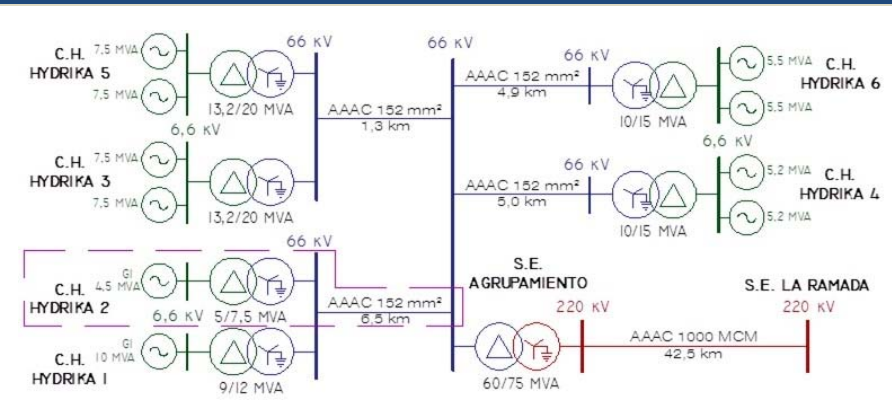 C.H.
HYDRIKA 5
7,5 MVA
7,5 MVA
13,2/20 MVA
66 kV
6,6 kV
C.H.
HYDRIKA 3
7,5 MVA
7,5 MVA
13,2/20 MVA
AAAC 152 mm²
1,3 km
66 kV
C.H.
HYDRIKA 2
G1
4,5 MVA
6,6 kV
5/7,5 MVA
66 kV
C.H.
HYDRIKA 1
G1
10 MVA
9/12 MVA
AAAC 152 mm²
6,5 km
AAAC 152 mm²
4,9 km
66 kV
10/15 MVA
5,5 MVA
5,5 MVA
C.H.
HYDRIKA 6
6,6 kV
AAAC 152 mm²
5,0 km
66 kV
10/15 MVA
5,2 MVA
5,2 MVA
C.H.
HYDRIKA 4
S.E.
AGRUPAMIENTO
220 kV
60/75 MVA
AAAC 1000 MCM
42,5 km
S.E. LA RAMADA
220 kV